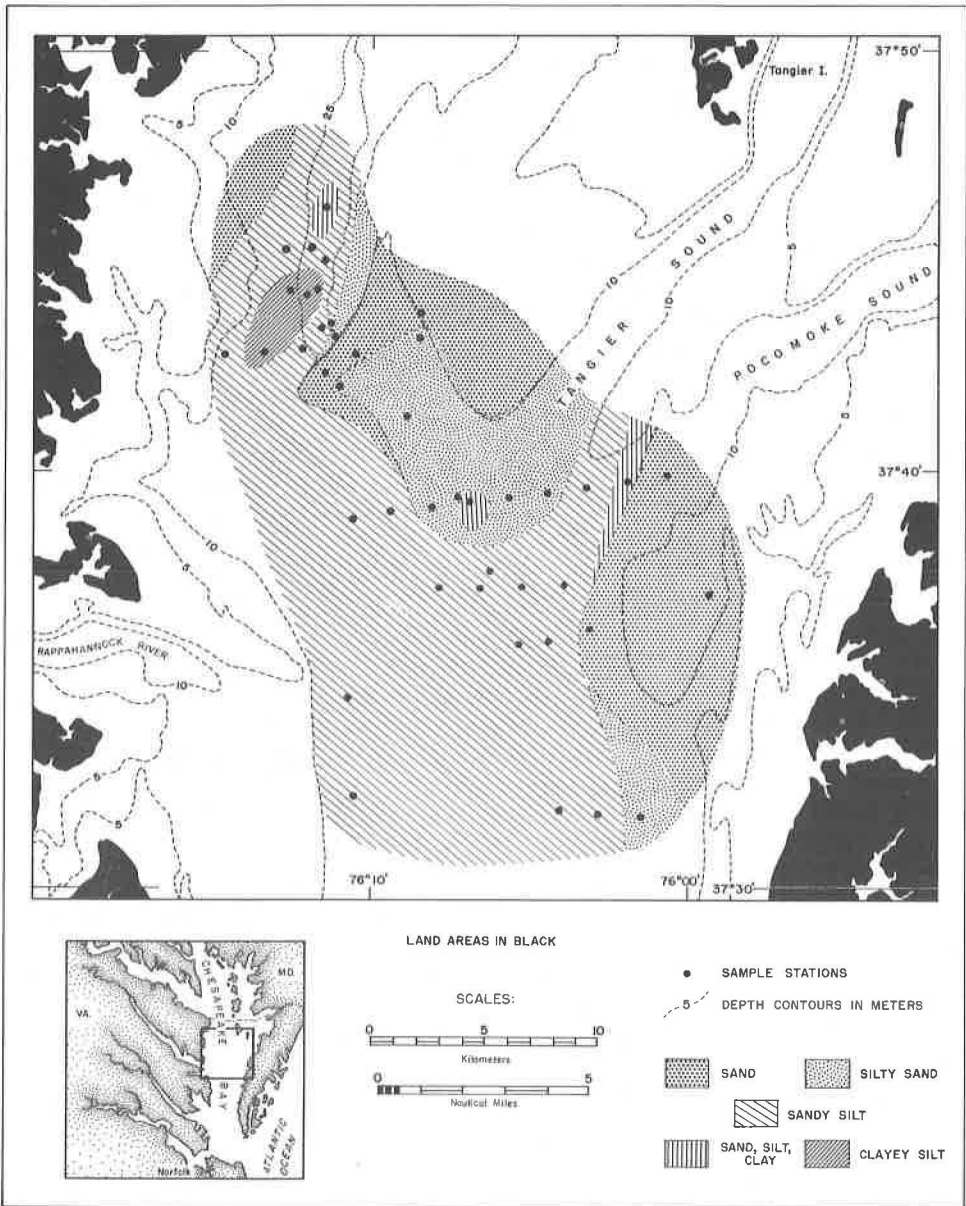 37°50'
Tangier I.
5
10
25
10
10
5
TANGIER SOUND
10
POCOMOKE SOUND
5
10
37°40'
10
5
RAPPAHANNOCK RIVER
10
5
5
76°10'
76°00'
37°30'
LAND AREAS IN BLACK
SCALES:
0 5 10
Kilometers
0 5
Nautical Miles
• SAMPLE STATIONS
5 DEPTH CONTOURS IN METERS
SAND
SILTY SAND
SANDY SILT
SAND, SILT, CLAY
CLAYEY SILT
CHESAPEAKE BAY
MD.
VA.
Norfolk
ATLANTIC OCEAN